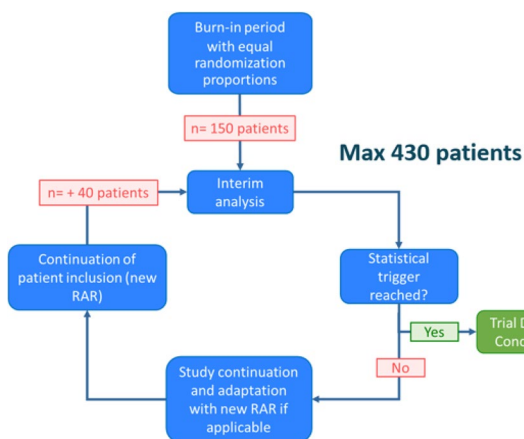 Burn-in period
with equal
randomization
proportions
n= 150 patients
Max 430 patients
n= + 40 patients
Interim
analysis
Continuation of
patient inclusion (new
RAR)
Statistical
trigger
reached?
Yes
Trial
No
Study continuation
and adaptation
with new RAR if
applicable